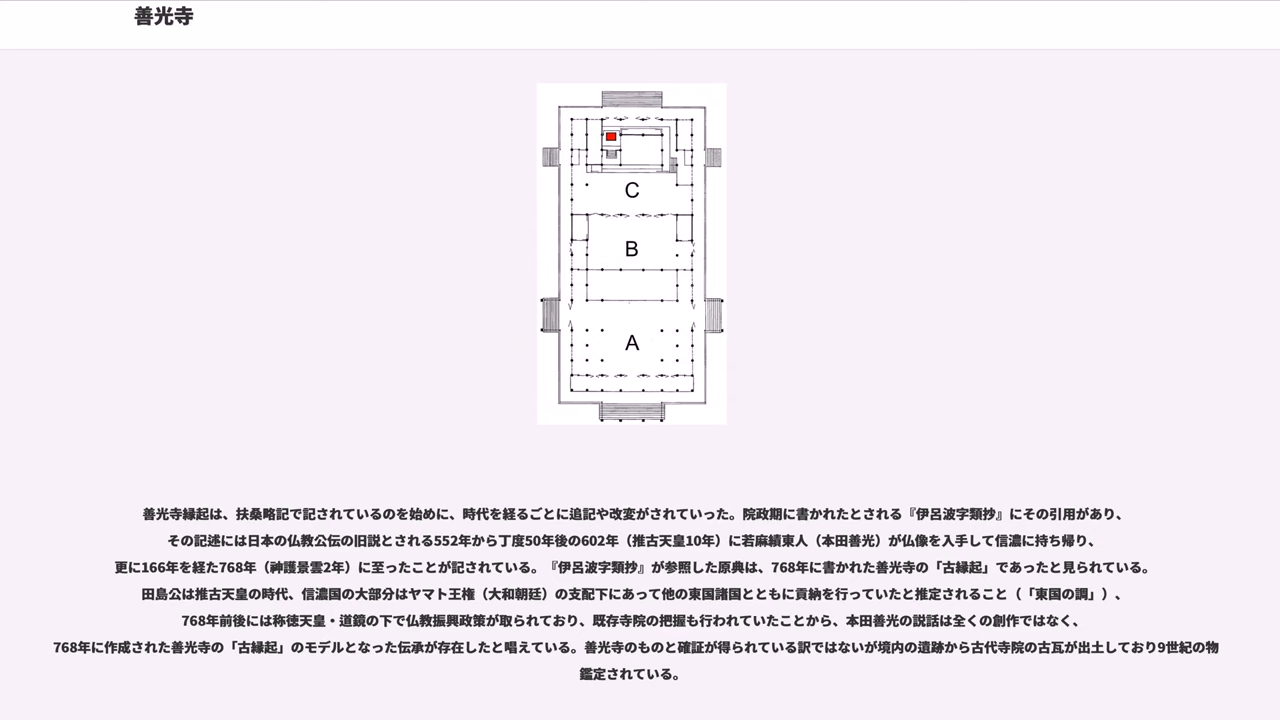 善光寺
C
B
A
善光寺縁起は、扶桑略記で記されているのを始めに、時代を経るごとに追記や改変がされていった。院政期に書かれたとされる『伊呂波字類抄』にその引用があり、
その記述には日本の仏教公伝の旧説とされる552年から丁度50年後の602年（推古天皇10年）に若麻績東人（本田善光）が仏像を入手して信濃に持ち帰り、
更に166年を経た768年（神護景雲2年）に至ったことが記されている。『伊呂波字類抄』が参照した原典は、768年に書かれた善光寺の「古縁起」であったと見られている。
田島公は推古天皇の時代、信濃国の大部分はヤマト王権（大和朝廷）の支配下にあって他の東国諸国とともに貢納を行っていたと推定されること（「東国の調」）、
768年前後には称徳天皇・道鏡の下で仏教振興政策が取られており、既存寺院の把握も行われていたことから、本田善光の説話は全くの創作ではなく、
768年に作成された善光寺の「古縁起」のモデルとなった伝承が存在したと唱えている。善光寺のものと確証が得られている訳ではないが境内の遺跡から古代寺院の古瓦が出土しており9世紀の物
鑑定されている。